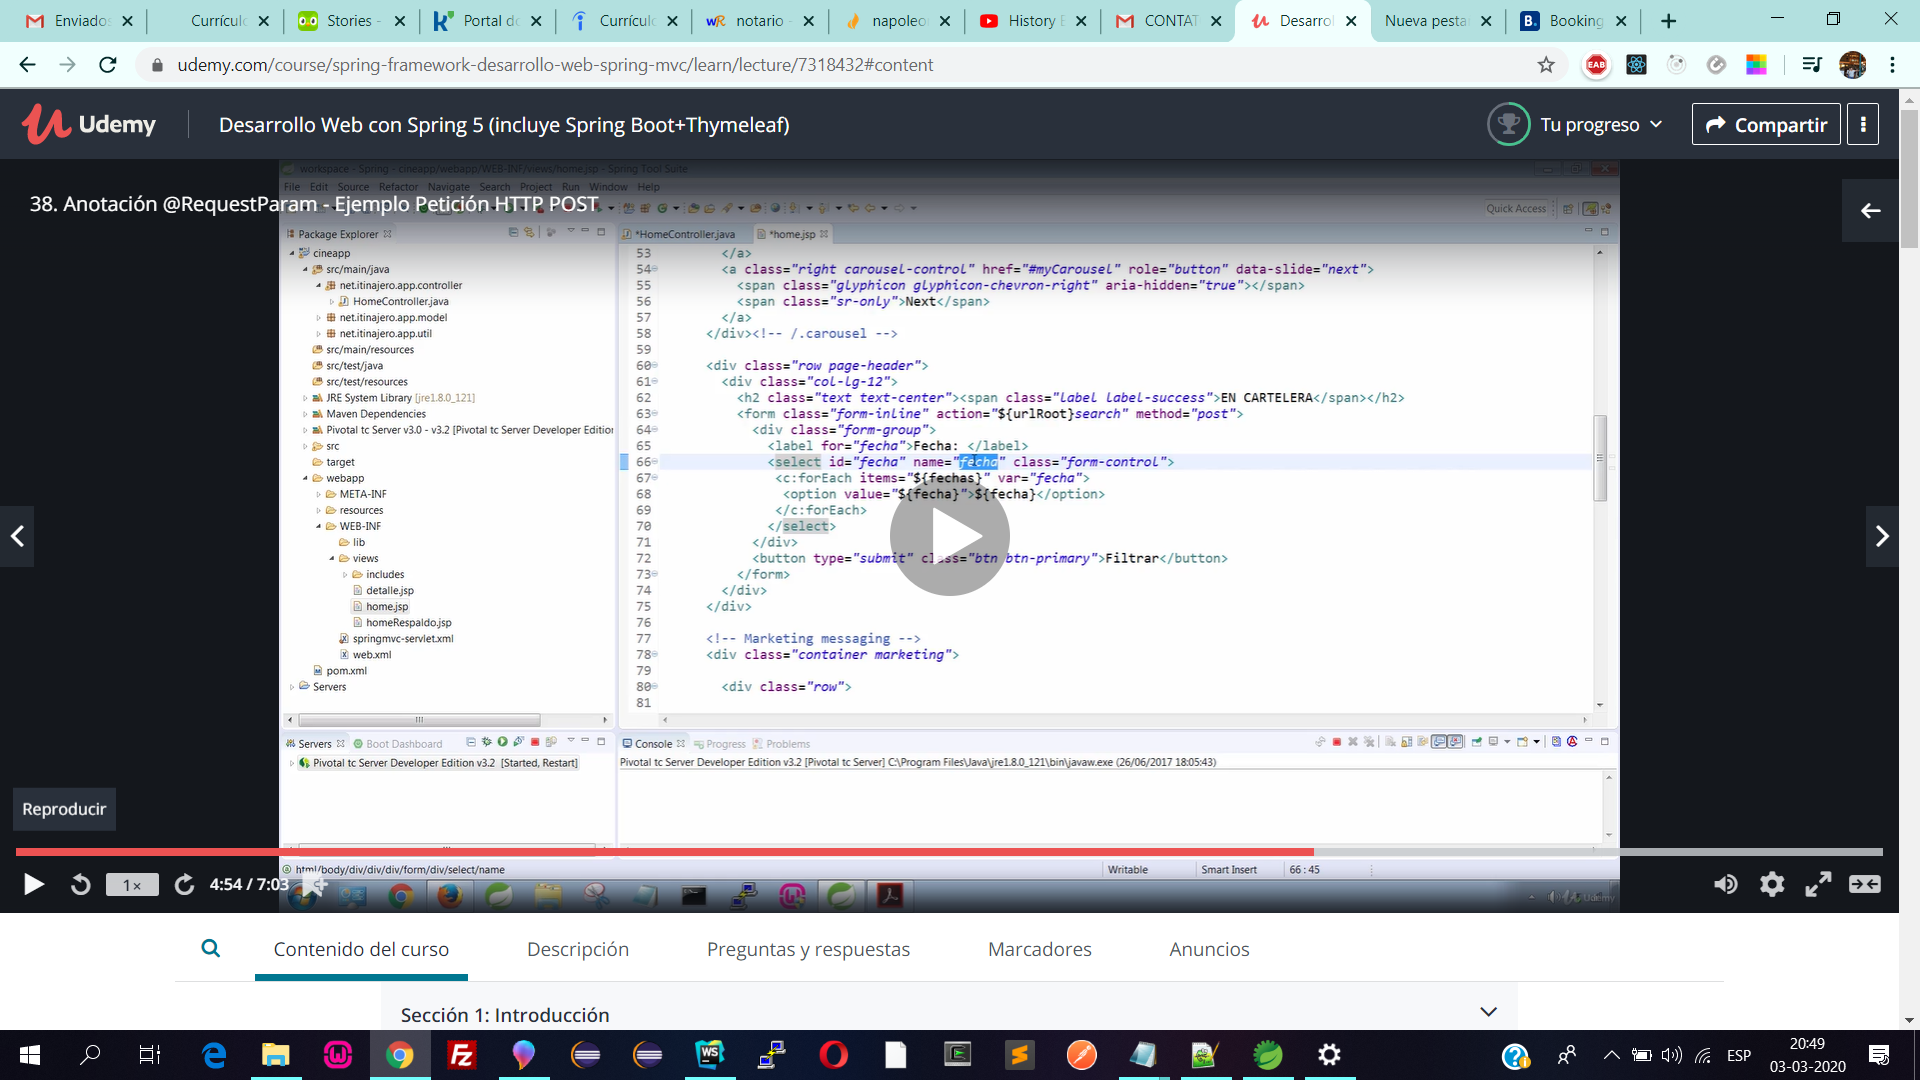 Enviados
Currículo
Stories -
Portal de
Currículo
notario -
napoleon
History E
CONTAT
Desarrol
Nueva pesta
Booking
udemy.com/course/spring-framework-desarrollo-web-spring-mvc/learn/lecture/7318432#content
Udemy
Desarrollo Web con Spring 5 (incluye Spring Boot+Thymeleaf)
Tu progreso
Compartir
workspace - Spring - cineapp/webapp/WEB-INF/views/home.jsp - Spring Tool Suite
File Edit Source Refactor Navigate Search Project Run Window Help
38. Anotación @RequestParam - Ejemplo Petición HTTP POST
Quick Access
Package Explorer
*HomeController.java
*home.jsp
cineapp
src/main/java
net.itinajero.app.controller
HomeController.java
net.itinajero.app.model
net.itinajero.app.util
src/main/resources
src/test/java
src/test/resources
JRE System Library [jre1.8.0_121]
Maven Dependencies
Pivotal tc Server v3.0 - v3.2 [Pivotal tc Server Developer Edition
src
target
webapp
META-INF
resources
WEB-INF
lib
views
includes
detalle.jsp
home.jsp
homeRespaldo.jsp
springmvc-servlet.xml
web.xml
pom.xml
Servers
53 </a>
54 <a class="right carousel-control" href="#myCarousel" role="button" data-slide="next">
55 <span class="glyphicon glyphicon-chevron-right" aria-hidden="true"></span>
56 <span class="sr-only">Next</span>
57 </a>
58 </div><!-- /.carousel -->
59
60 <div class="row page-header">
61 <div class="col-lg-12">
62 <h2 class="text text-center"><span class="label label-success">EN CARTELERA</span></h2>
63 <form class="form-inline" action="${urlRoot}search" method="post">
64 <div class="form-group">
65 <label for="fecha">Fecha: </label>
66 <select id="fecha" name="fecha" class="form-control">
67 <c:forEach items="${fechas}" var="fecha">
68 <option value="${fecha}">${fecha}</option>
69 </c:forEach>
70 </select>
71 </div>
72 <button type="submit" class="btn btn-primary">Filtrar</button>
73 </form>
74 </div>
75 </div>
76
77 <!-- Marketing messaging -->
78 <div class="container marketing">
79
80 <div class="row">
81
Servers
Boot Dashboard
Pivotal tc Server Developer Edition v3.2 [Started, Restart]
Console
Progress
Problems
Pivotal tc Server Developer Edition v3.2 [Pivotal tc Server] C:\Program Files\Java\jre1.8.0_121\bin\javaw.exe (26/06/2017 18:05:43)
Reproducir
html/body/div/div/div/form/div/select/name
Writable
Smart Insert
66 : 45
1×
4:54 / 7:03
Udemy
Contenido del curso
Descripción
Preguntas y respuestas
Marcadores
Anuncios
Sección 1: Introducción
ESP
20:49
03-03-2020